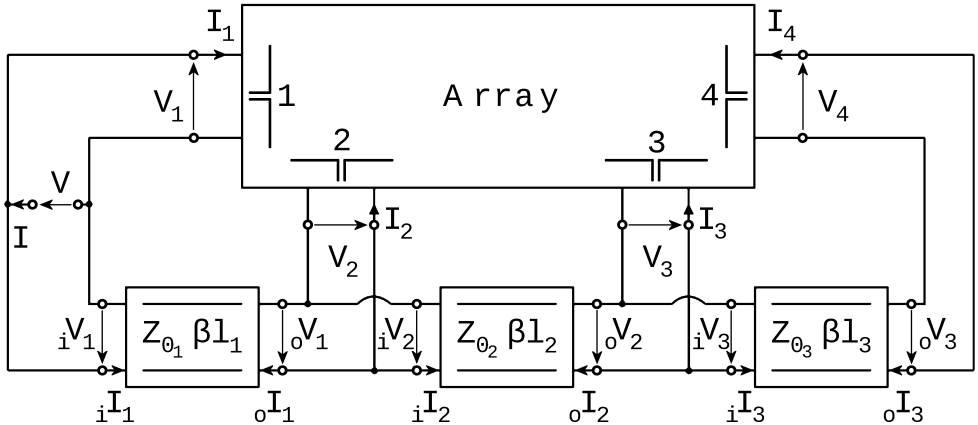 I1 I4
V1 1 Array 4 V4
2 3
V
I I2 I3
V2 V3
iV1 Z01 βl1 oV1 iV2 Z02 βl2 oV2 iV3 Z03 βl3 oV3
iI1 oI1 iI2 oI2 iI3 oI3